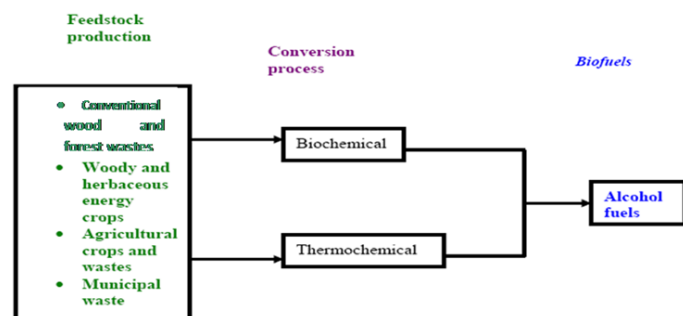 Feedstock
production
Conversion
process
Biofuels
• Conventional
wood and
forest wastes
• Woody and
herbaceous
energy
crops
• Agricultural
crops and
wastes
• Municipal
waste
Biochemical
Thermochemical
Alcohol
fuels